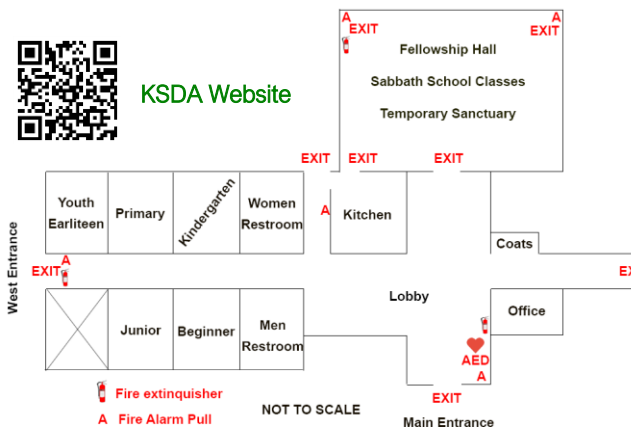 A
EXIT
A
EXIT
Fellowship Hall
Sabbath School Classes
Temporary Sanctuary
KSDA Website
EXIT
EXIT
EXIT
Youth
Earliteen
Primary
Kindergarten
Women
Restroom
A
Kitchen
Coats
West Entrance
A
EXIT
EX
Lobby
Office
Junior
Beginner
Men
Restroom
AED
A
EXIT
Fire extinguisher
A Fire Alarm Pull
NOT TO SCALE
Main Entrance